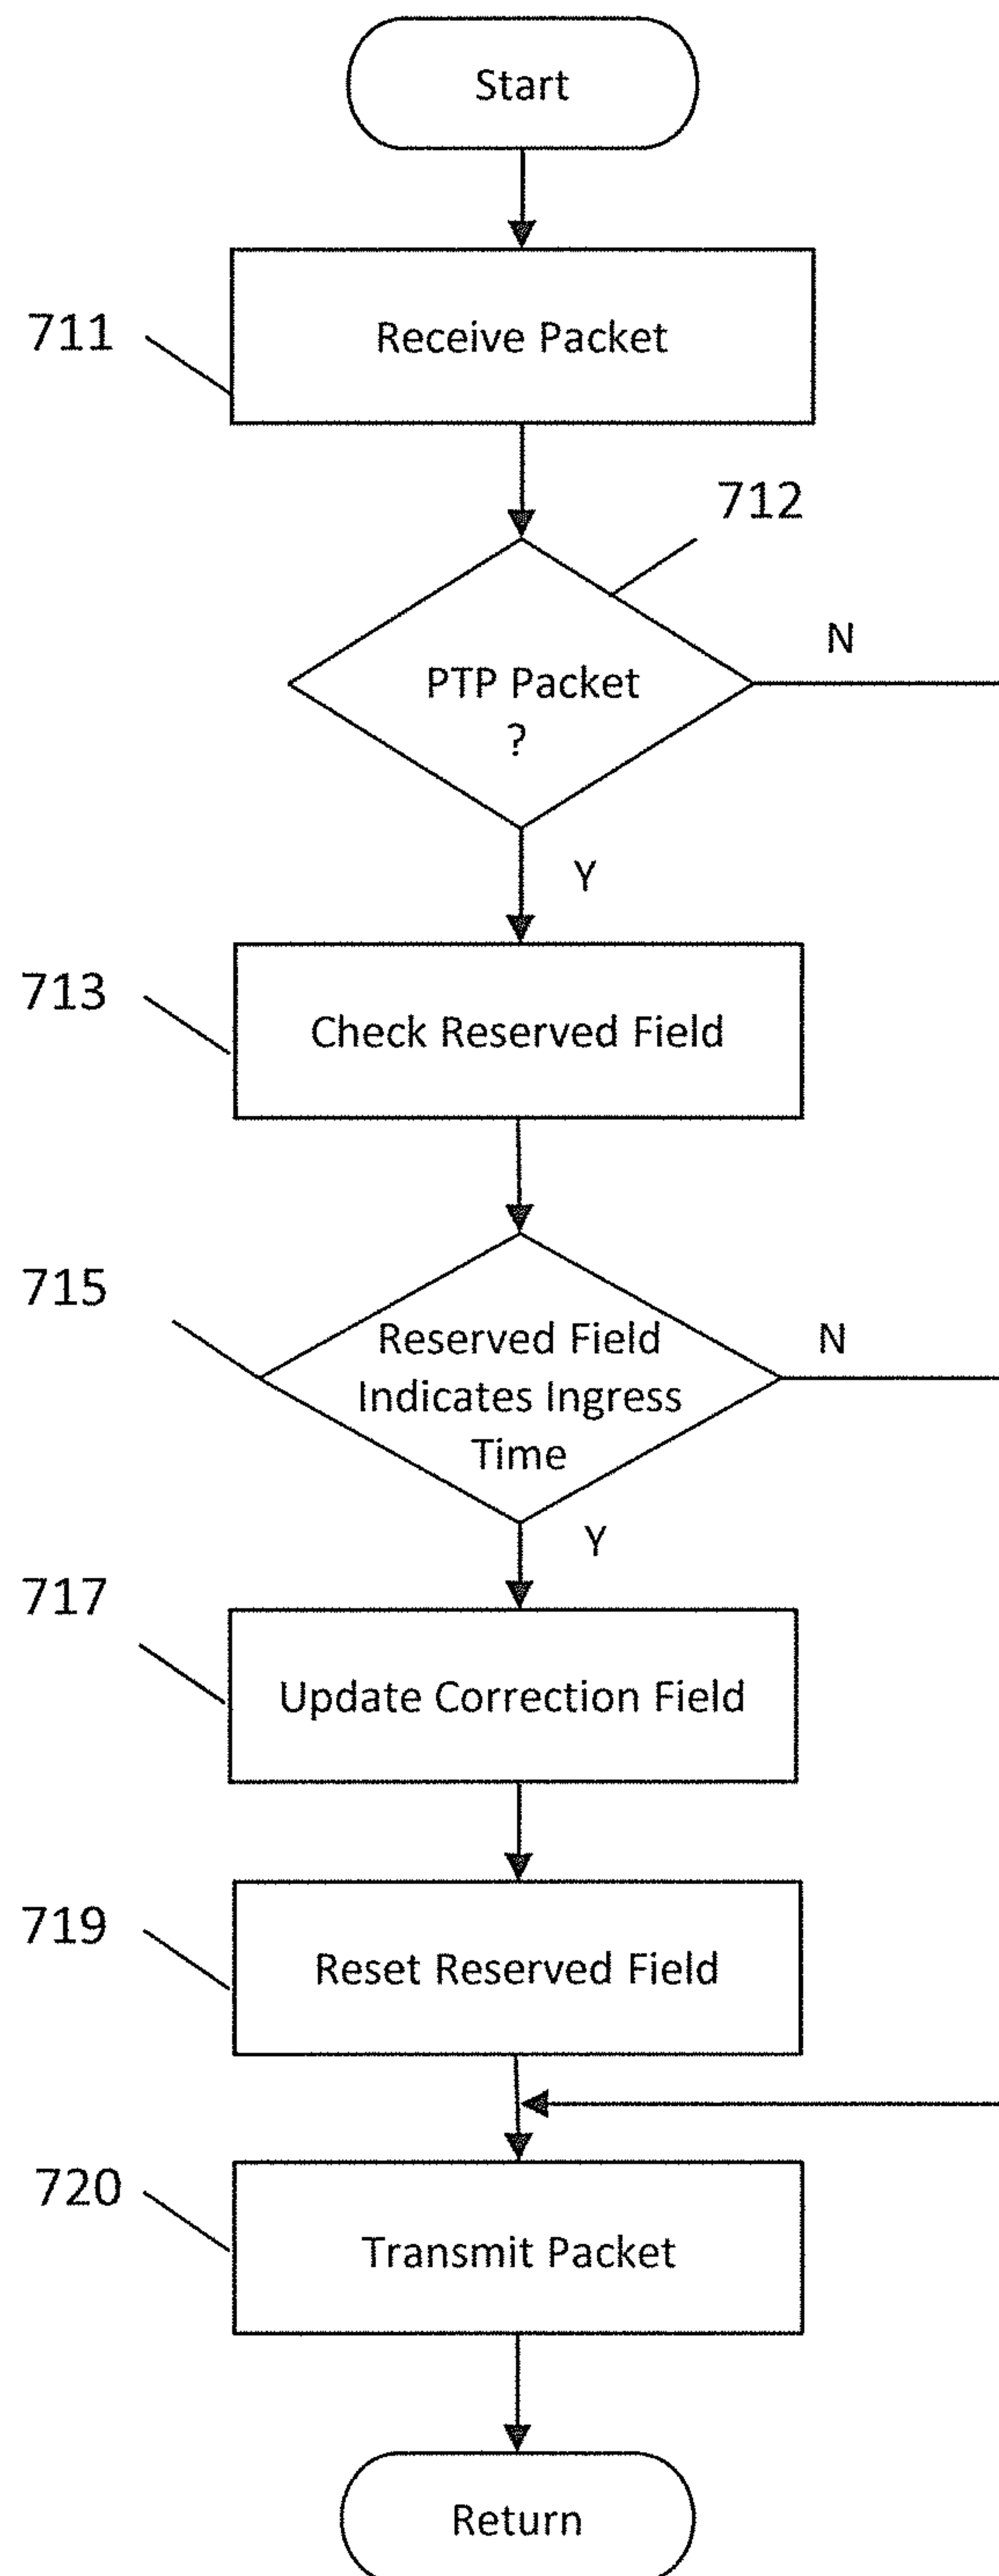 Start
711
Receive Packet
712
PTP Packet
?
N
Y
713
Check Reserved Field
715
Reserved Field
Indicates Ingress
Time
N
Y
717
Update Correction Field
719
Reset Reserved Field
720
Transmit Packet
Return